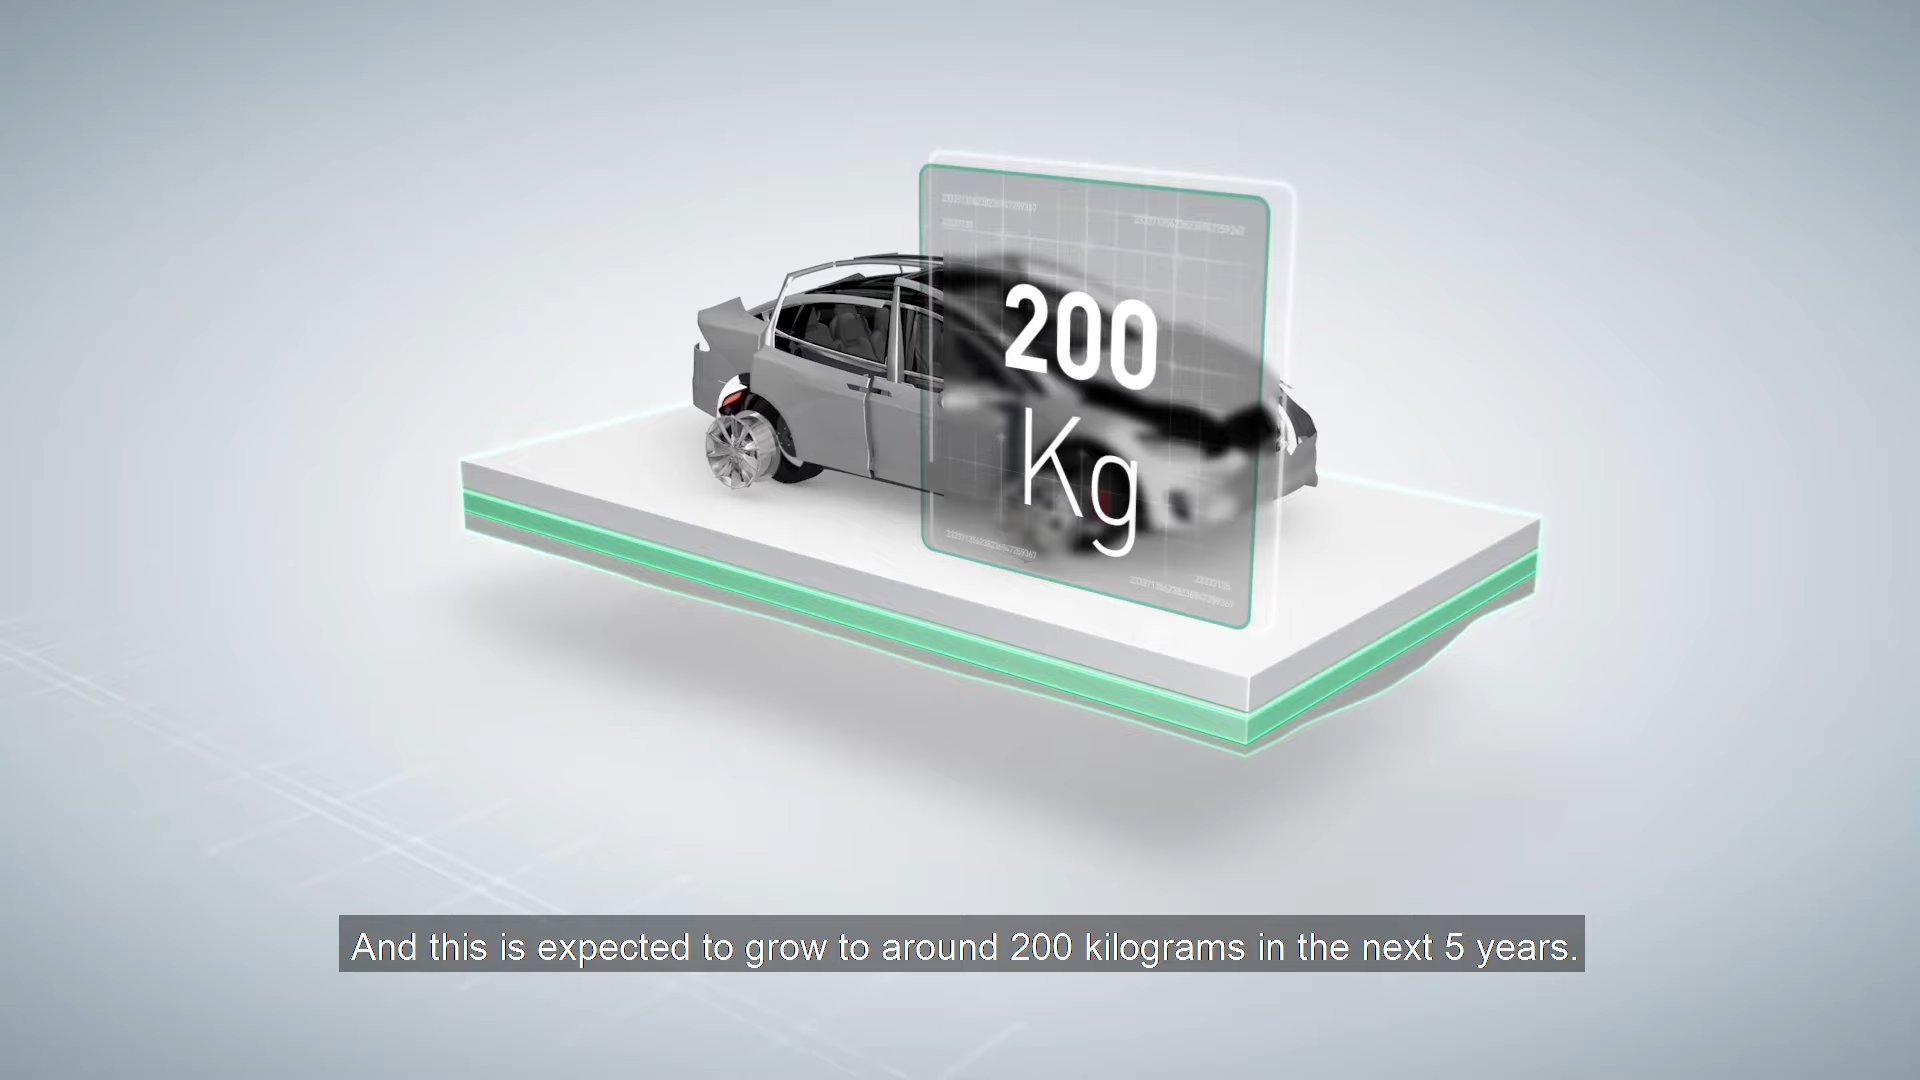 200
Kg
And this is expected to grow to around 200 kilograms in the next 5 years.